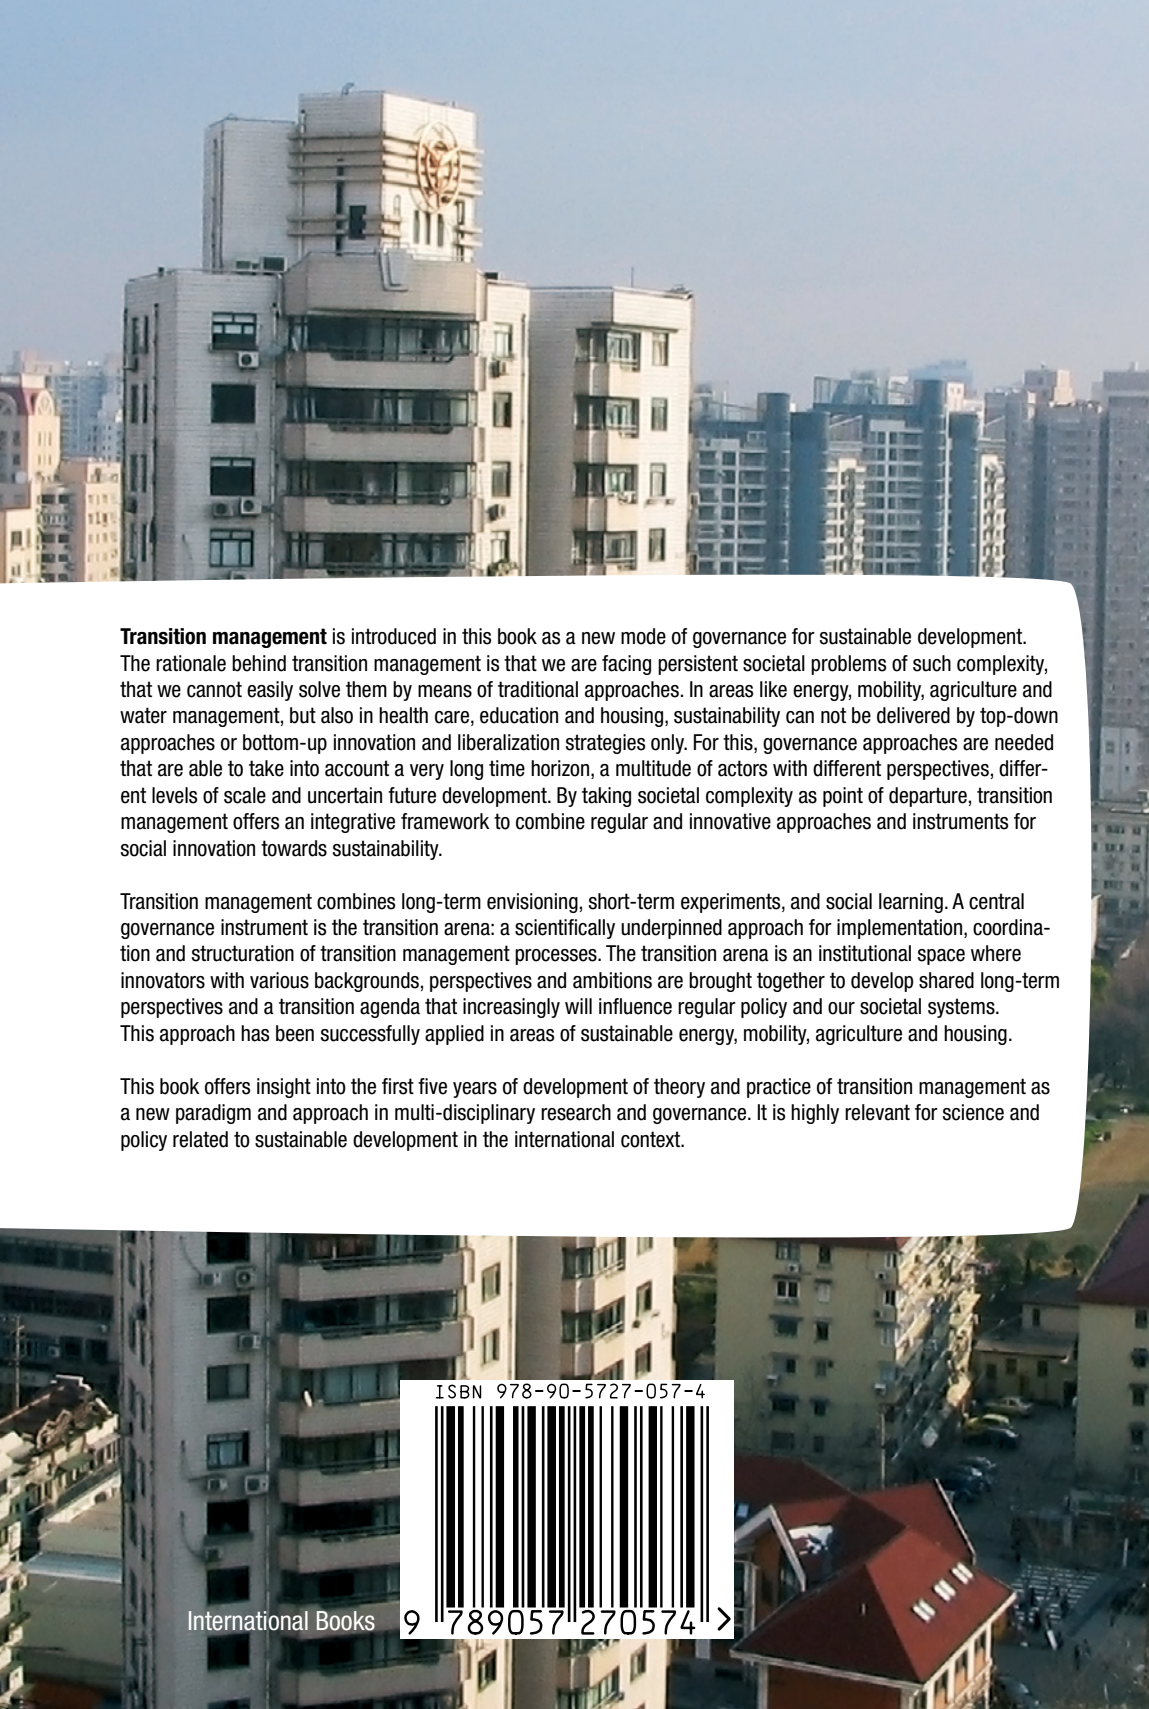 Transition management is introduced in this book as a new mode of governance for sustainable development.
The rationale behind transition management is that we are facing persistent societal problems of such complexity,
that we cannot easily solve them by means of traditional approaches. In areas like energy, mobility, agriculture and
water management, but also in health care, education and housing, sustainability can not be delivered by top-down
approaches or bottom-up innovation and liberalization strategies only. For this, governance approaches are needed
that are able to take into account a very long time horizon, a multitude of actors with different perspectives, differ-
ent levels of scale and uncertain future development. By taking societal complexity as point of departure, transition
management offers an integrative framework to combine regular and innovative approaches and instruments for
social innovation towards sustainability.
Transition management combines long-term envisioning, short-term experiments, and social learning. A central
governance instrument is the transition arena: a scientifically underpinned approach for implementation, coordina-
tion and structuration of transition management processes. The transition arena is an institutional space where
innovators with various backgrounds, perspectives and ambitions are brought together to develop shared long-term
perspectives and a transition agenda that increasingly will influence regular policy and our societal systems.
This approach has been successfully applied in areas of sustainable energy, mobility, agriculture and housing.
This book offers insight into the first five years of development of theory and practice of transition management as
a new paradigm and approach in multi-disciplinary research and governance. It is highly relevant for science and
policy related to sustainable development in the international context.
ISBN 978-90-5727-057-4
International Books
9 789057 270574 >